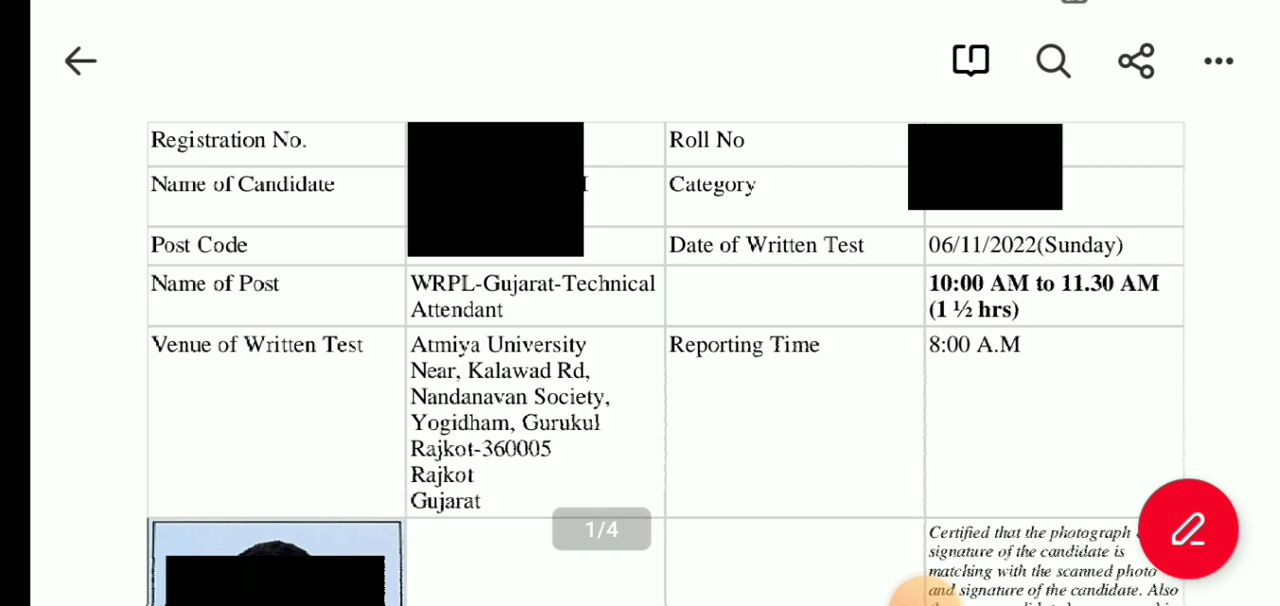 Registration No.
Roll No
Name of Candidate
Category
Post Code
Date of Written Test
06/11/2022(Sunday)
Name of Post
WRPL-Gujarat-Technical
Attendant
10:00 AM to 11.30 AM
(1 ½ hrs)
Venue of Written Test
Atmiya University
Near, Kalawad Rd,
Nandanavan Society,
Yogidham, Gurukul
Rajkot-360005
Rajkot
Gujarat
Reporting Time
8:00 A.M
1/4
Certified that the photograph
signature of the candidate is
matching with the scanned photo
and signature of the candidate. Also